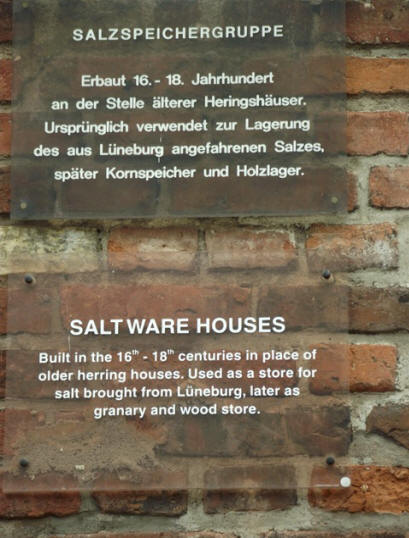 SALZSPEICHERGRUPPE
Erbaut 16. - 18. Jahrhundert
an der Stelle älterer Heringshäuser.
Ursprünglich verwendet zur Lagerung
des aus Lüneburg angefahrenen Salzes,
später Kornspeicher und Holzlager.
SALT WARE HOUSES
Built in the 16th - 18th centuries in place of
older herring houses. Used as a store for
salt brought from Lüneburg, later as
granary and wood store.